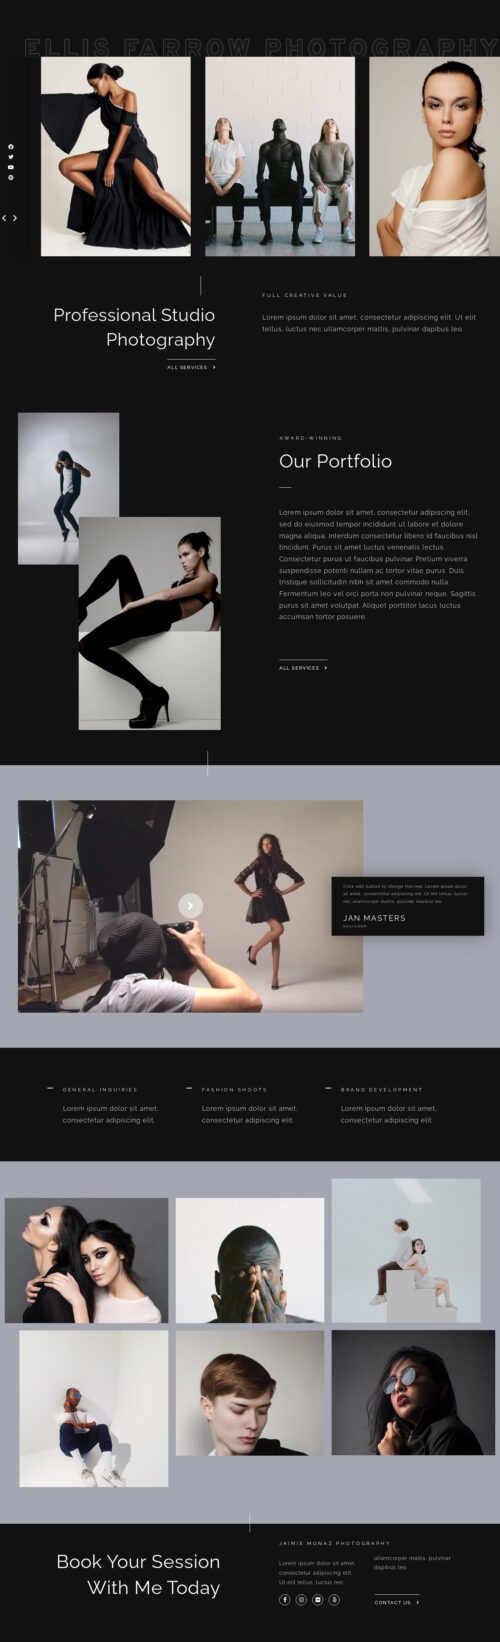 ELLIS FARROW PHOTOGRAPHY
Professional Studio
Photography
ALL SERVICES
FULL CREATIVE VALUE
Lorem ipsum dolor sit amet, consectetur adipiscing elit. Ut elit
tellus, luctus nec ullamcorper mattis, pulvinar dapibus leo.
AWARD-WINNING
Our Portfolio
Lorem ipsum dolor sit amet, consectetur adipiscing elit,
sed do eiusmod tempor incididunt ut labore et dolore
magna aliqua. Interdum consectetur libero id faucibus nisl
tincidunt. Purus sit amet luctus venenatis lectus.
Consectetur purus ut faucibus pulvinar. Pretium viverra
suspendisse potenti nullam ac tortor vitae purus. Duis
tristique sollicitudin nibh sit amet commodo nulla.
Fermentum leo vel orci porta non pulvinar neque. Sagittis
purus sit amet volutpat. Aliquet porttitor lacus luctus
accumsan tortor posuere.
ALL SERVICES
Click edit button to change this text. Lorem ipsum dolor
sit amet, consectetur adipiscing elit. Ut elit tellus, luctus
nec ullamcorper mattis, pulvinar dapibus leo.
JAN MASTERS
DESIGNER
GENERAL INQUIRIES
Lorem ipsum dolor sit amet,
consectetur adipiscing elit.
FASHION SHOOTS
Lorem ipsum dolor sit amet,
consectetur adipiscing elit.
BRAND DEVELOPMENT
Lorem ipsum dolor sit amet,
consectetur adipiscing elit.
Book Your Session
With Me Today
JAIMIE MONAZ PHOTOGRAPHY
Lorem ipsum dolor sit amet,
consectetur adipiscing elit.
Ut elit tellus, luctus nec
ullamcorper mattis, pulvinar
dapibus leo.
CONTACT US